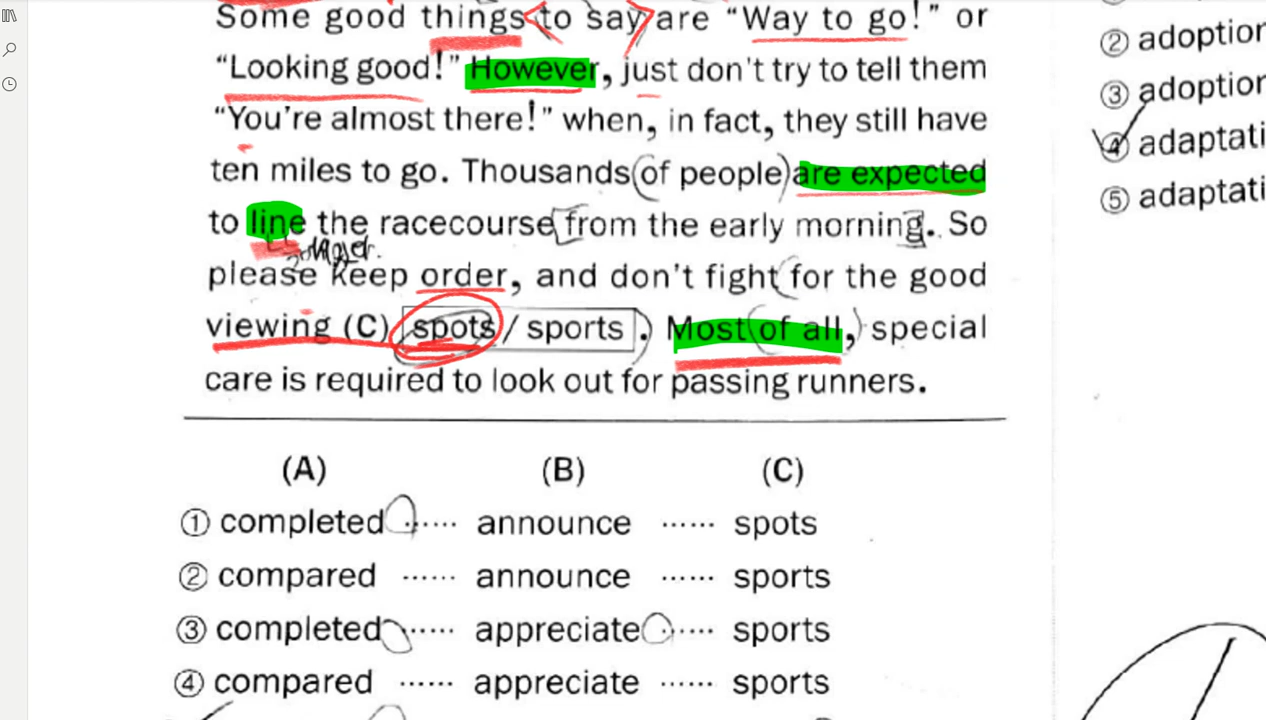 Some good things to say are “Way to go!” or
“Looking good!” However, just don't try to tell them
“You're almost there!” when, in fact, they still have
ten miles to go. Thousands of people are expected
to line the racecourse from the early morning. So
please keep order, and don't fight for the good
viewing (C) spots / sports . Most of all, special
care is required to look out for passing runners.
(A) (B) (C)
① completed ······ announce ······ spots
② compared ······ announce ······ sports
③ completed ······ appreciate ······ sports
④ compared ······ appreciate ······ sports
② adoption
③ adoption
④ adaptati
⑤ adaptati